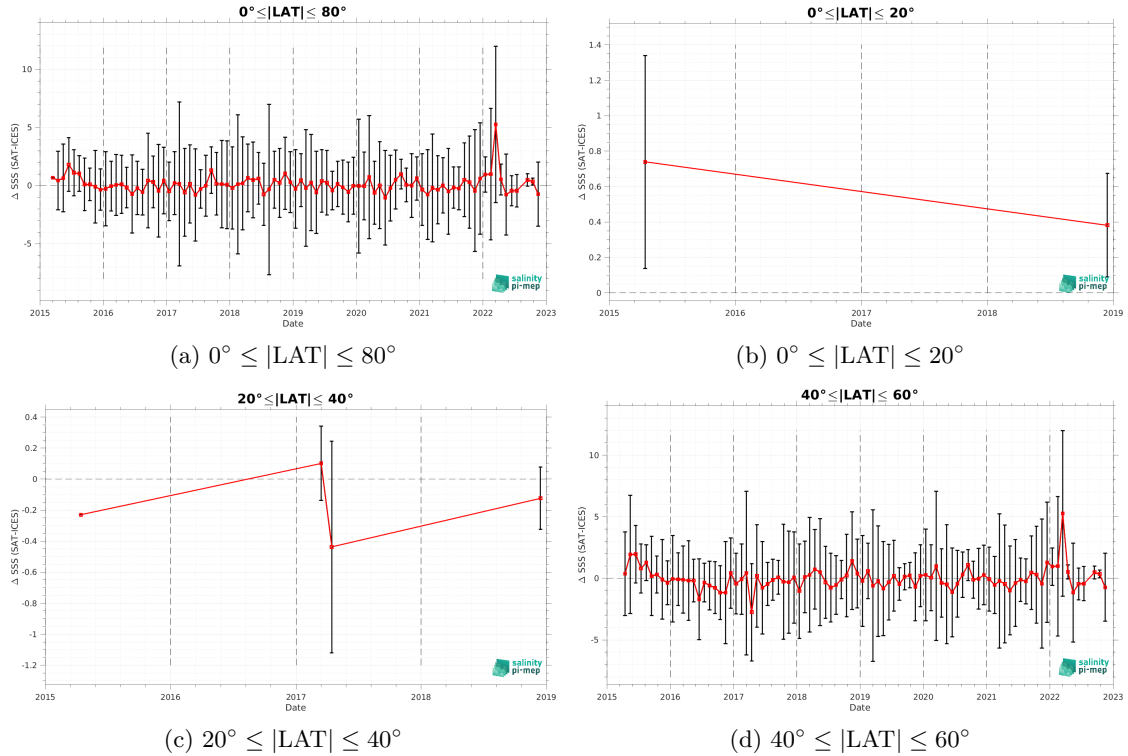 0°≤|LAT|≤ 80°
10
5
0
-5
Δ SSS (SAT-ICES)
2015 2016 2017 2018 2019 2020 2021 2022 2023
Date
salinity
pi-mep
(a) 0° ≤ |LAT| ≤ 80°
0°≤|LAT|≤ 20°
1.4
1.2
1
0.8
0.6
0.4
0.2
0
Δ SSS (SAT-ICES)
2015 2016 2017 2018 2019
Date
salinity
pi-mep
(b) 0° ≤ |LAT| ≤ 20°
20°≤|LAT|≤ 40°
0.4
0.2
0
-0.2
-0.4
-0.6
-0.8
-1
-1.2
Δ SSS (SAT-ICES)
2015 2016 2017 2018 2019
Date
salinity
pi-mep
(c) 20° ≤ |LAT| ≤ 40°
40°≤|LAT|≤ 60°
10
5
0
-5
Δ SSS (SAT-ICES)
2015 2016 2017 2018 2019 2020 2021 2022 2023
Date
salinity
pi-mep
(d) 40° ≤ |LAT| ≤ 60°